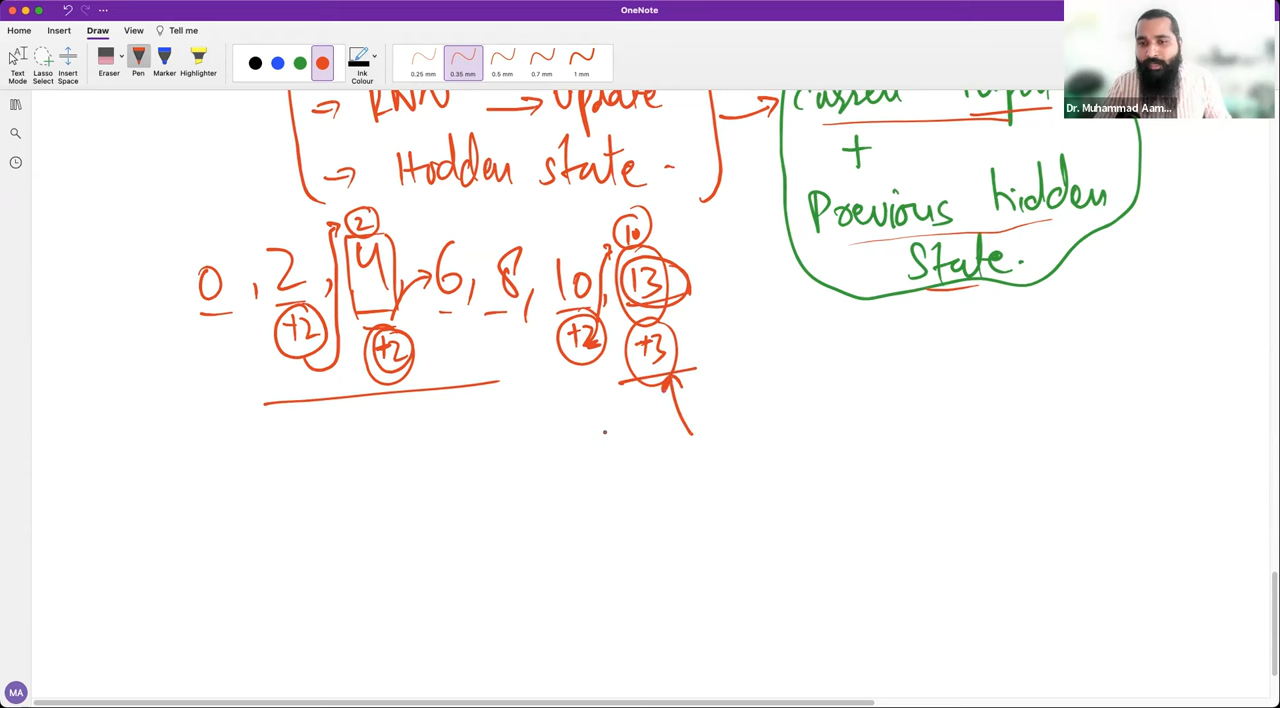 OneNote
Home Insert Draw View Tell me
Text Mode
Lasso Select
Insert Space
Eraser
Pen
Marker
Highlighter
Ink Colour
0.25 mm
0.35 mm
0.5 mm
0.7 mm
1 mm
Dr. Muhammad Aam...
⇒ RNN → Update
⇒ Hodden state.
+
Previous hidden
state.
2 10
0, 2, 4, 6, 8, 10, 13
+2 +2 +2 +3
MA